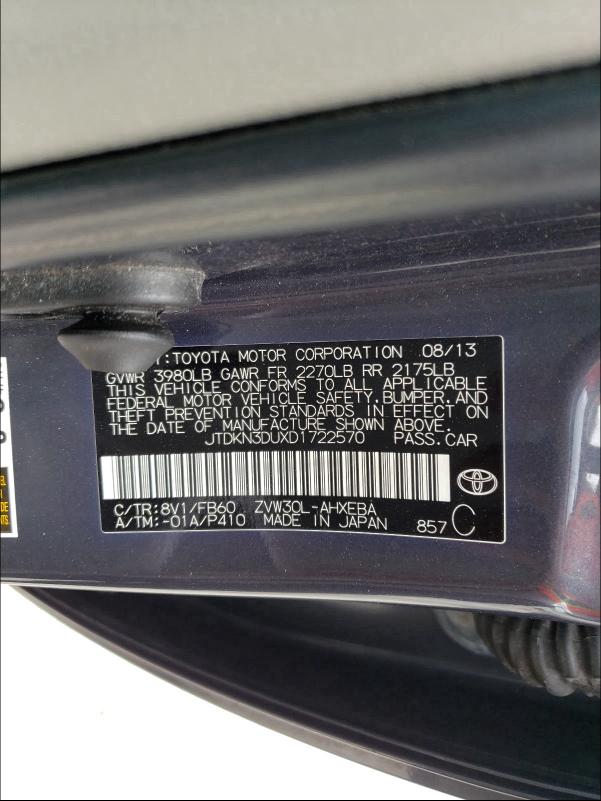 T:TOYOTA MOTOR CORPORATION 08/13
GVWR 3980LB GAWR FR 2270LB RR 2175LB
THIS VEHICLE CONFORMS TO ALL APPLICABLE
FEDERAL MOTOR VEHICLE SAFETY,BUMPER,AND
THEFT PREVENTION STANDARDS IN EFFECT ON
THE DATE OF MANUFACTURE SHOWN ABOVE.
JTDKN3DUXD1722570 PASS.CAR
C/TR:8V1/FB60 ZVW30L-AHXEBA
A/TM:-01A/P410 MADE IN JAPAN 857 C